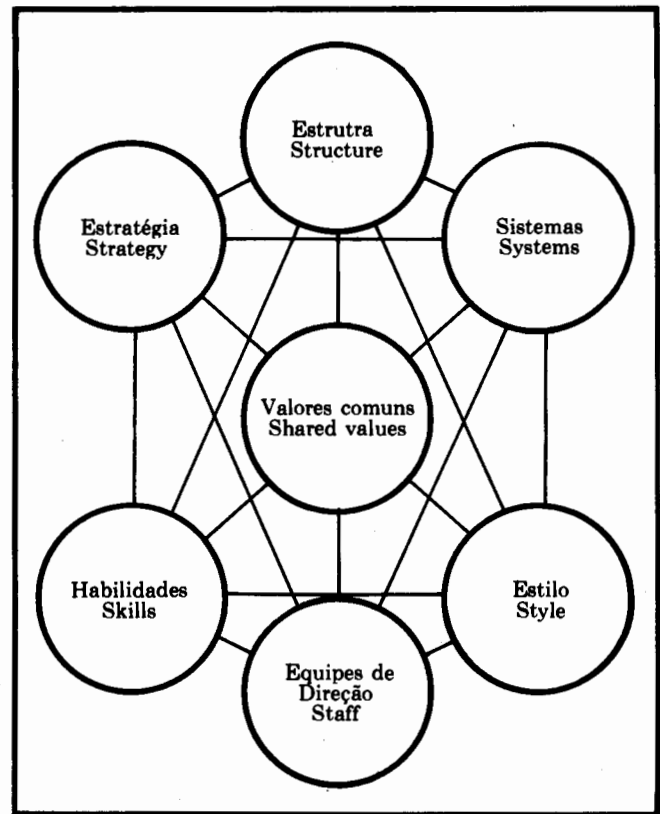 Estrutra
Structure
Estratégia
Strategy
Sistemas
Systems
Valores comuns
Shared values
Habilidades
Skills
Estilo
Style
Equipes de
Direção
Staff